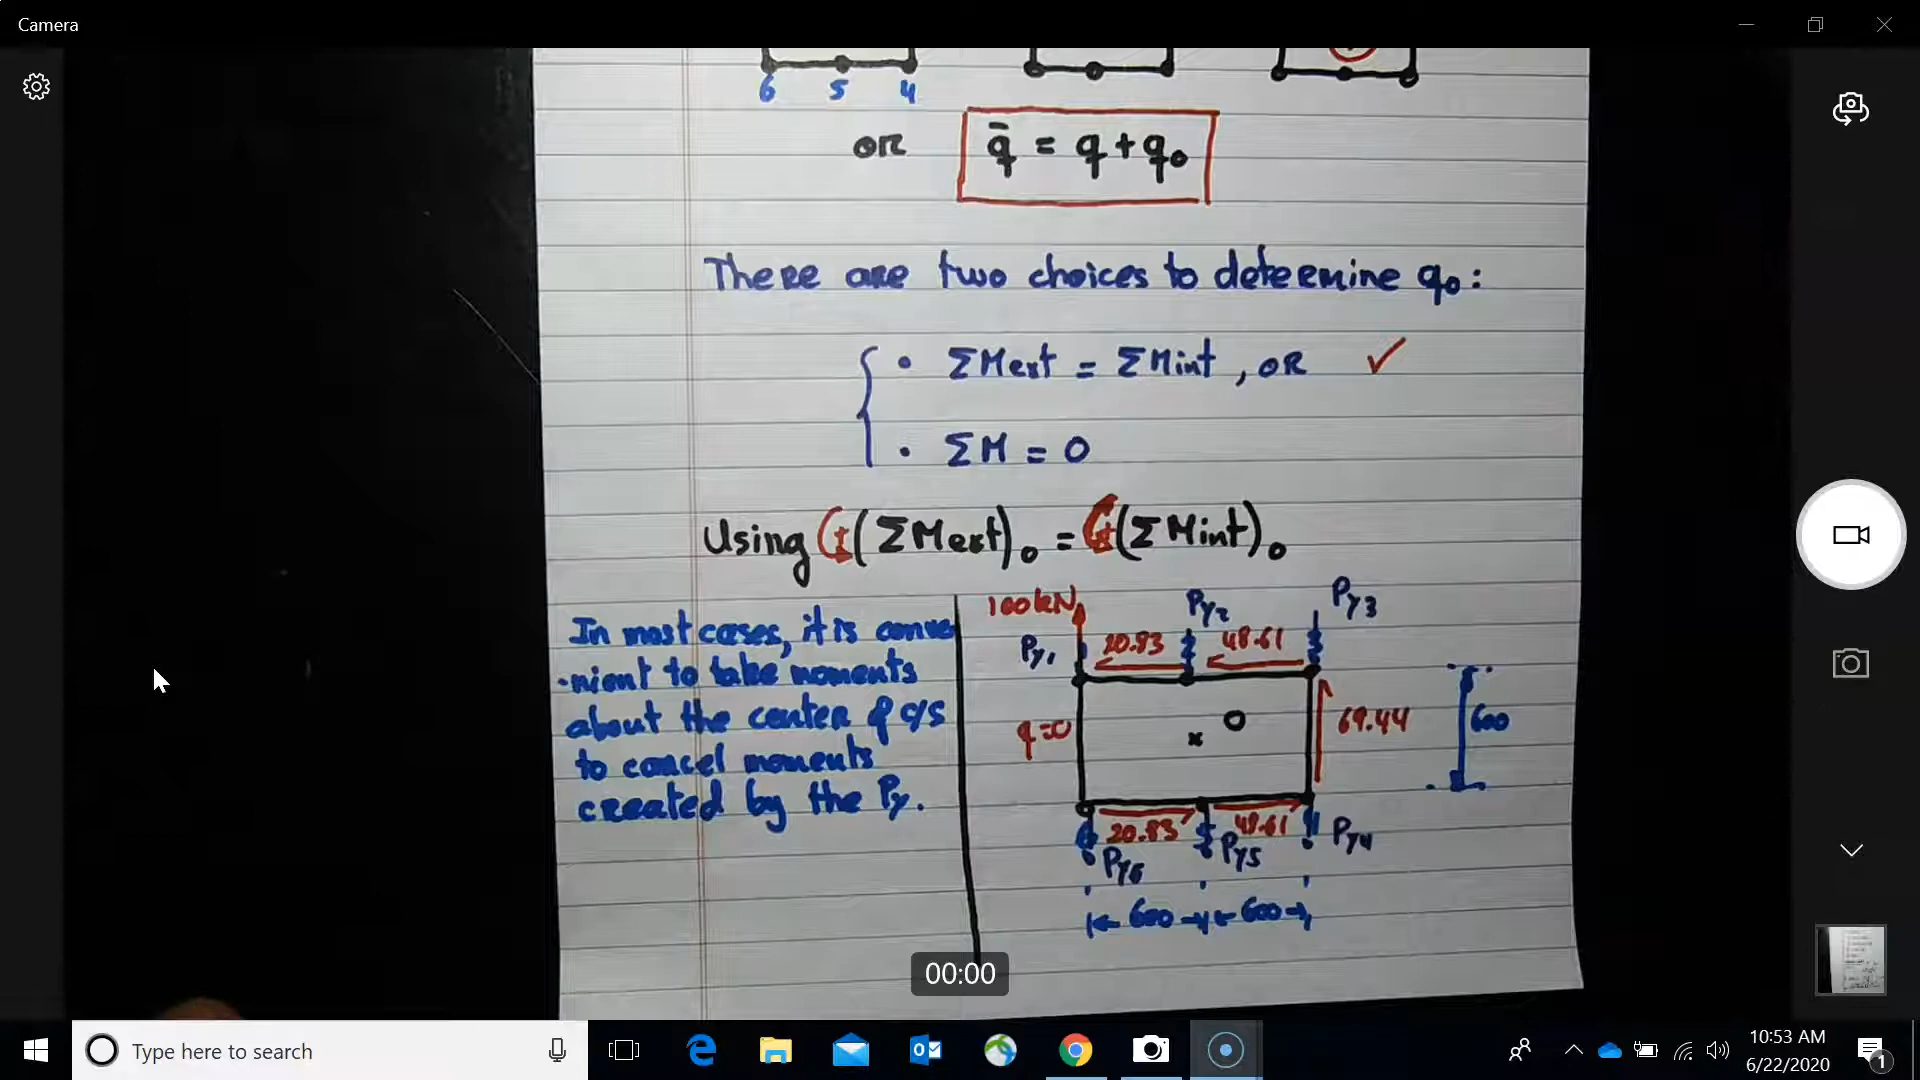 Camera
6 5 4
OR q̄ = q + q₀
There are two choices to determine q₀:
• ΣMext = ΣMint, OR ✓
• ΣM = 0
Using (ΣMext)₀ = (ΣMint)₀
In most cases, it is conve
-nient to take moments
about the center of c/s
to cancel moments
created by the Py.
100kN Py2 Py3
Py1 20.83 48.61
q=0 O 69.44 600
20.83 48.61
Py6 Py5 Py4
600 600
00:00
Type here to search
10:53 AM
6/22/2020
1